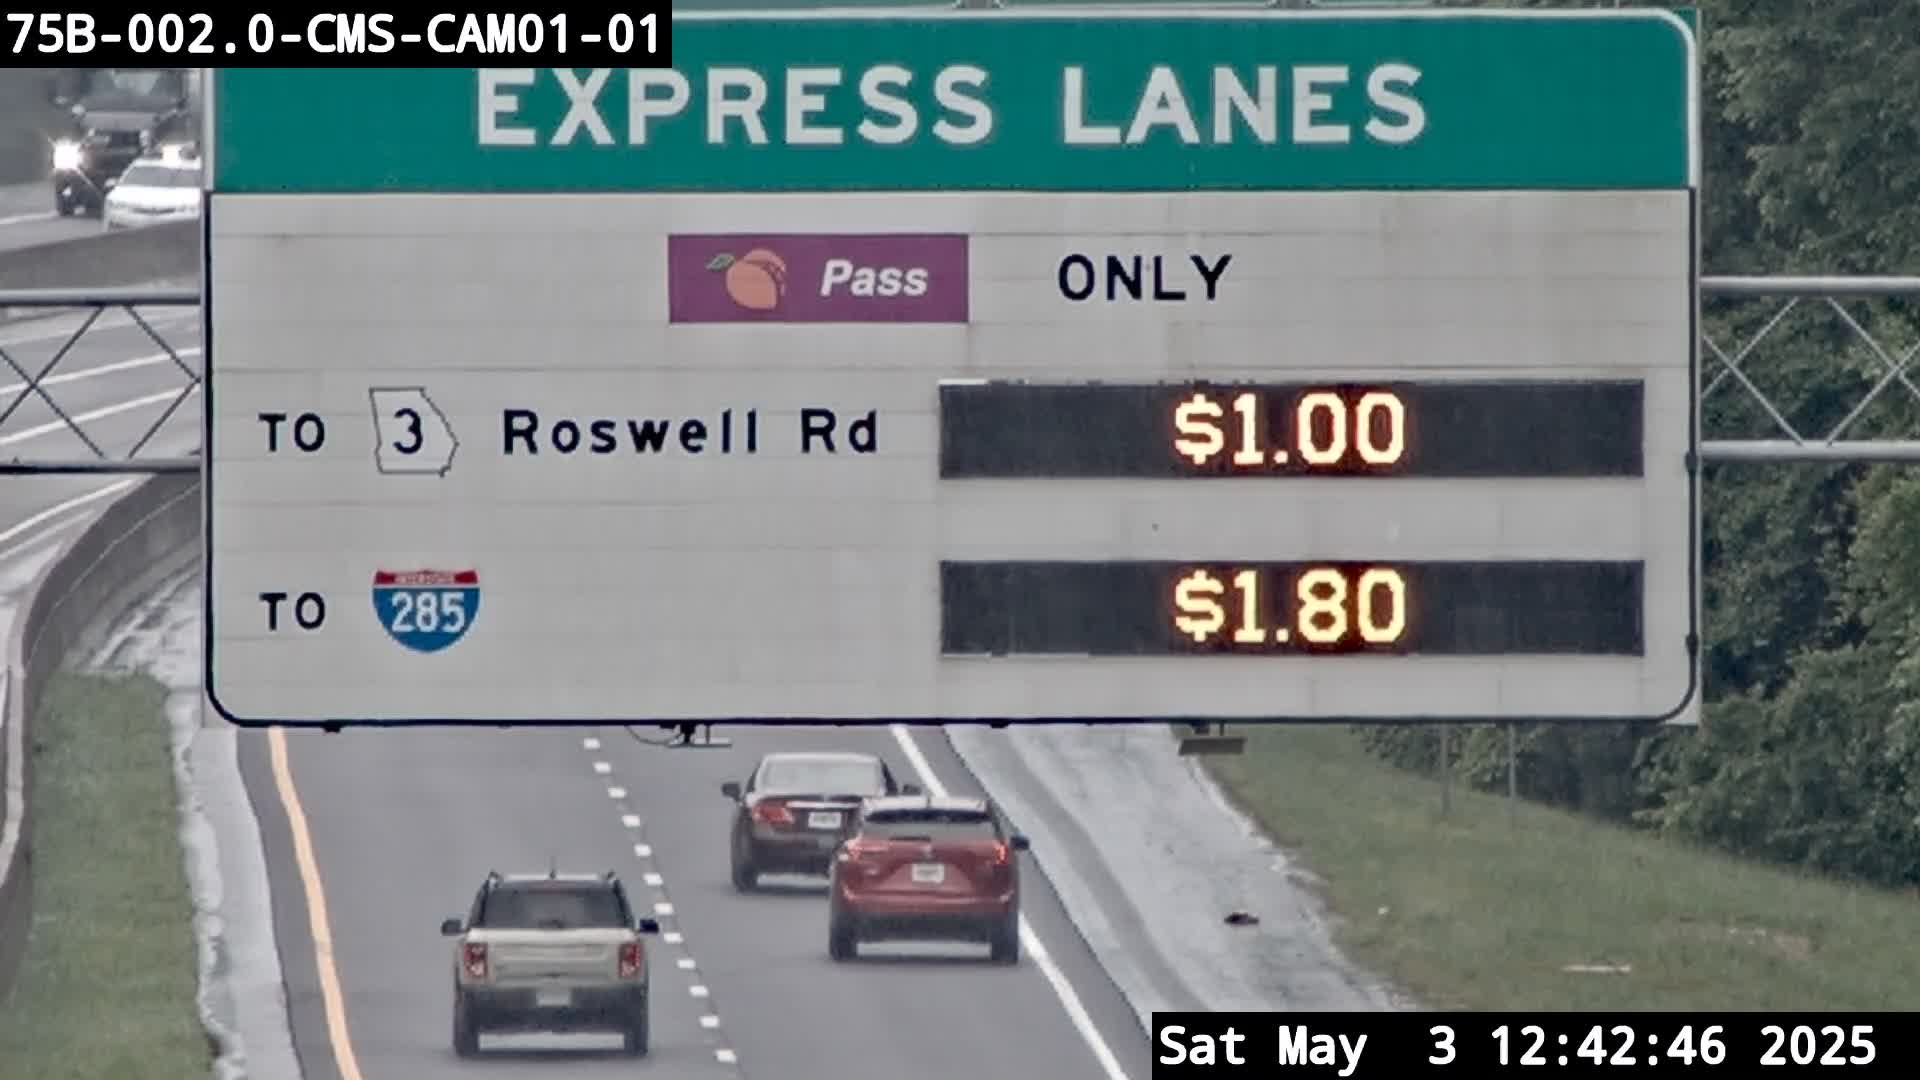 75B-002.0-CMS-CAM01-01
EXPRESS LANES
Pass ONLY
TO 3 Roswell Rd $1.00
TO 285 $1.80
Sat May 3 12:42:46 2025